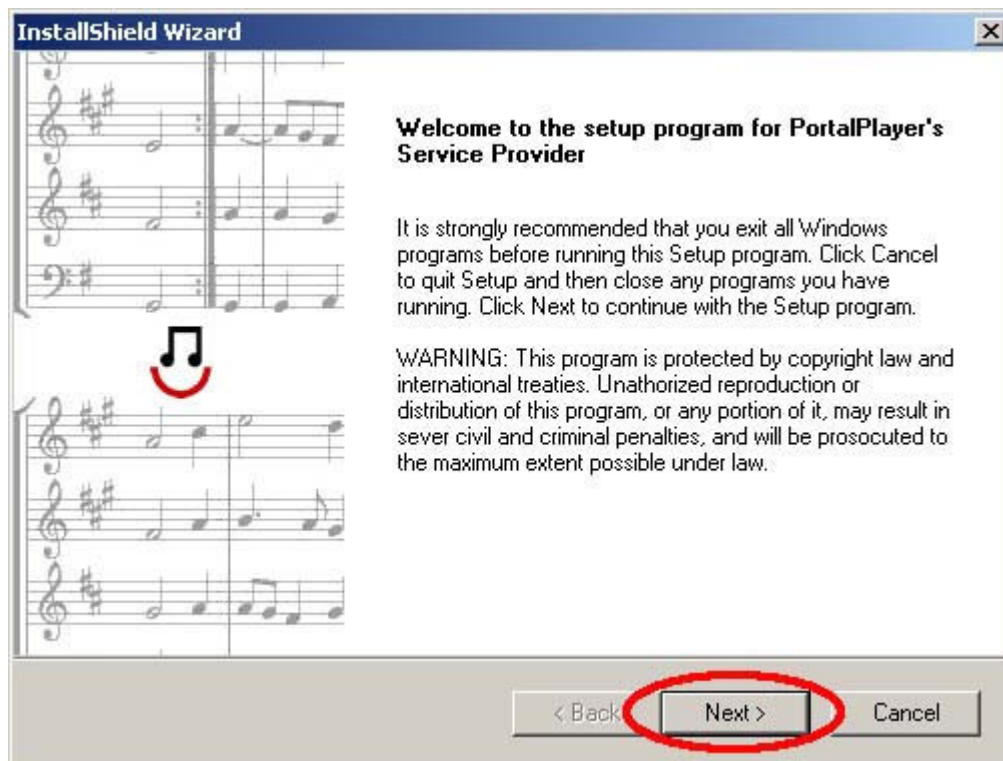 InstallShield Wizard
Welcome to the setup program for PortalPlayer's
Service Provider
It is strongly recommended that you exit all Windows
programs before running this Setup program. Click Cancel
to quit Setup and then close any programs you have
running. Click Next to continue with the Setup program.
WARNING: This program is protected by copyright law and
international treaties. Unathorized reproduction or
distribution of this program, or any portion of it, may result in
sever civil and criminal penalties, and will be prosocuted to
the maximum extent possible under law.
< Back Next > Cancel